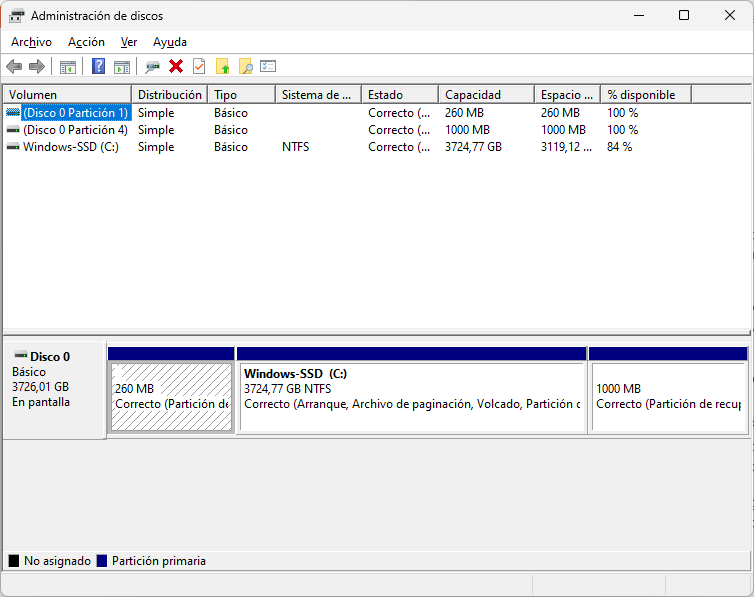 Administración de discos
Archivo Acción Ver Ayuda
Volumen Distribución Tipo Sistema de ... Estado Capacidad Espacio ... % disponible
(Disco 0 Partición 1) Simple Básico Correcto (... 260 MB 260 MB 100 %
(Disco 0 Partición 4) Simple Básico Correcto (... 1000 MB 1000 MB 100 %
Windows-SSD (C:) Simple Básico NTFS Correcto (... 3724,77 GB 3119,12 ... 84 %
Disco 0
Básico
3726,01 GB
En pantalla
260 MB
Correcto (Partición de
Windows-SSD (C:)
3724,77 GB NTFS
Correcto (Arranque, Archivo de paginación, Volcado, Partición
1000 MB
Correcto (Partición de recup
No asignado Partición primaria